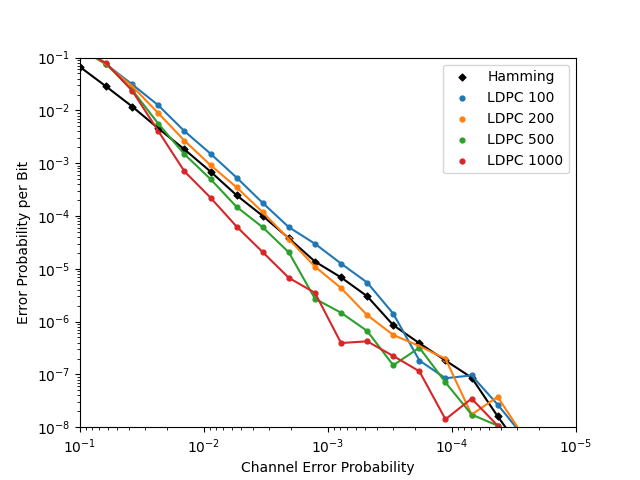 10⁻¹
10⁻²
10⁻³
10⁻⁴
10⁻⁵
10⁻⁶
10⁻⁷
10⁻⁸
Error Probability per Bit
Hamming
LDPC 100
LDPC 200
LDPC 500
LDPC 1000
10⁻¹ 10⁻² 10⁻³ 10⁻⁴ 10⁻⁵
Channel Error Probability